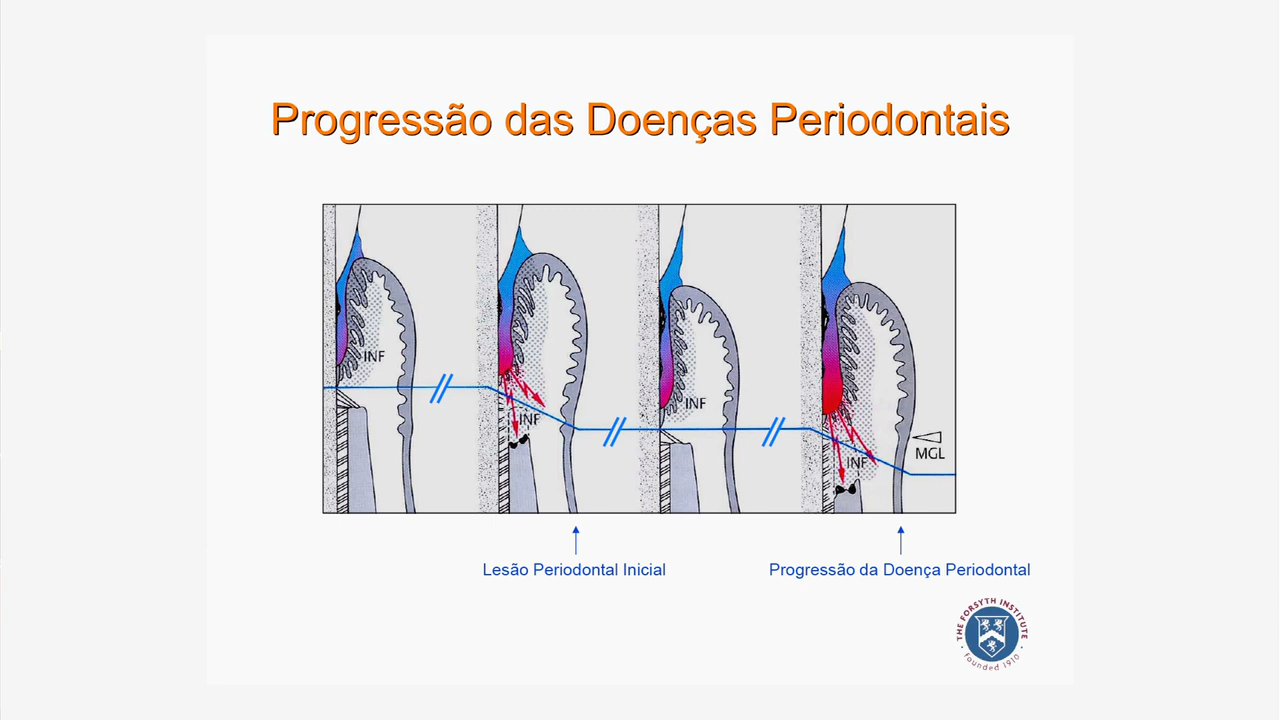 Progressão das Doenças Periodontais
INF
INF
INF
INF
MGL
Lesão Periodontal Inicial
Progressão da Doença Periodontal
THE FORSYTH INSTITUTE
founded 1910